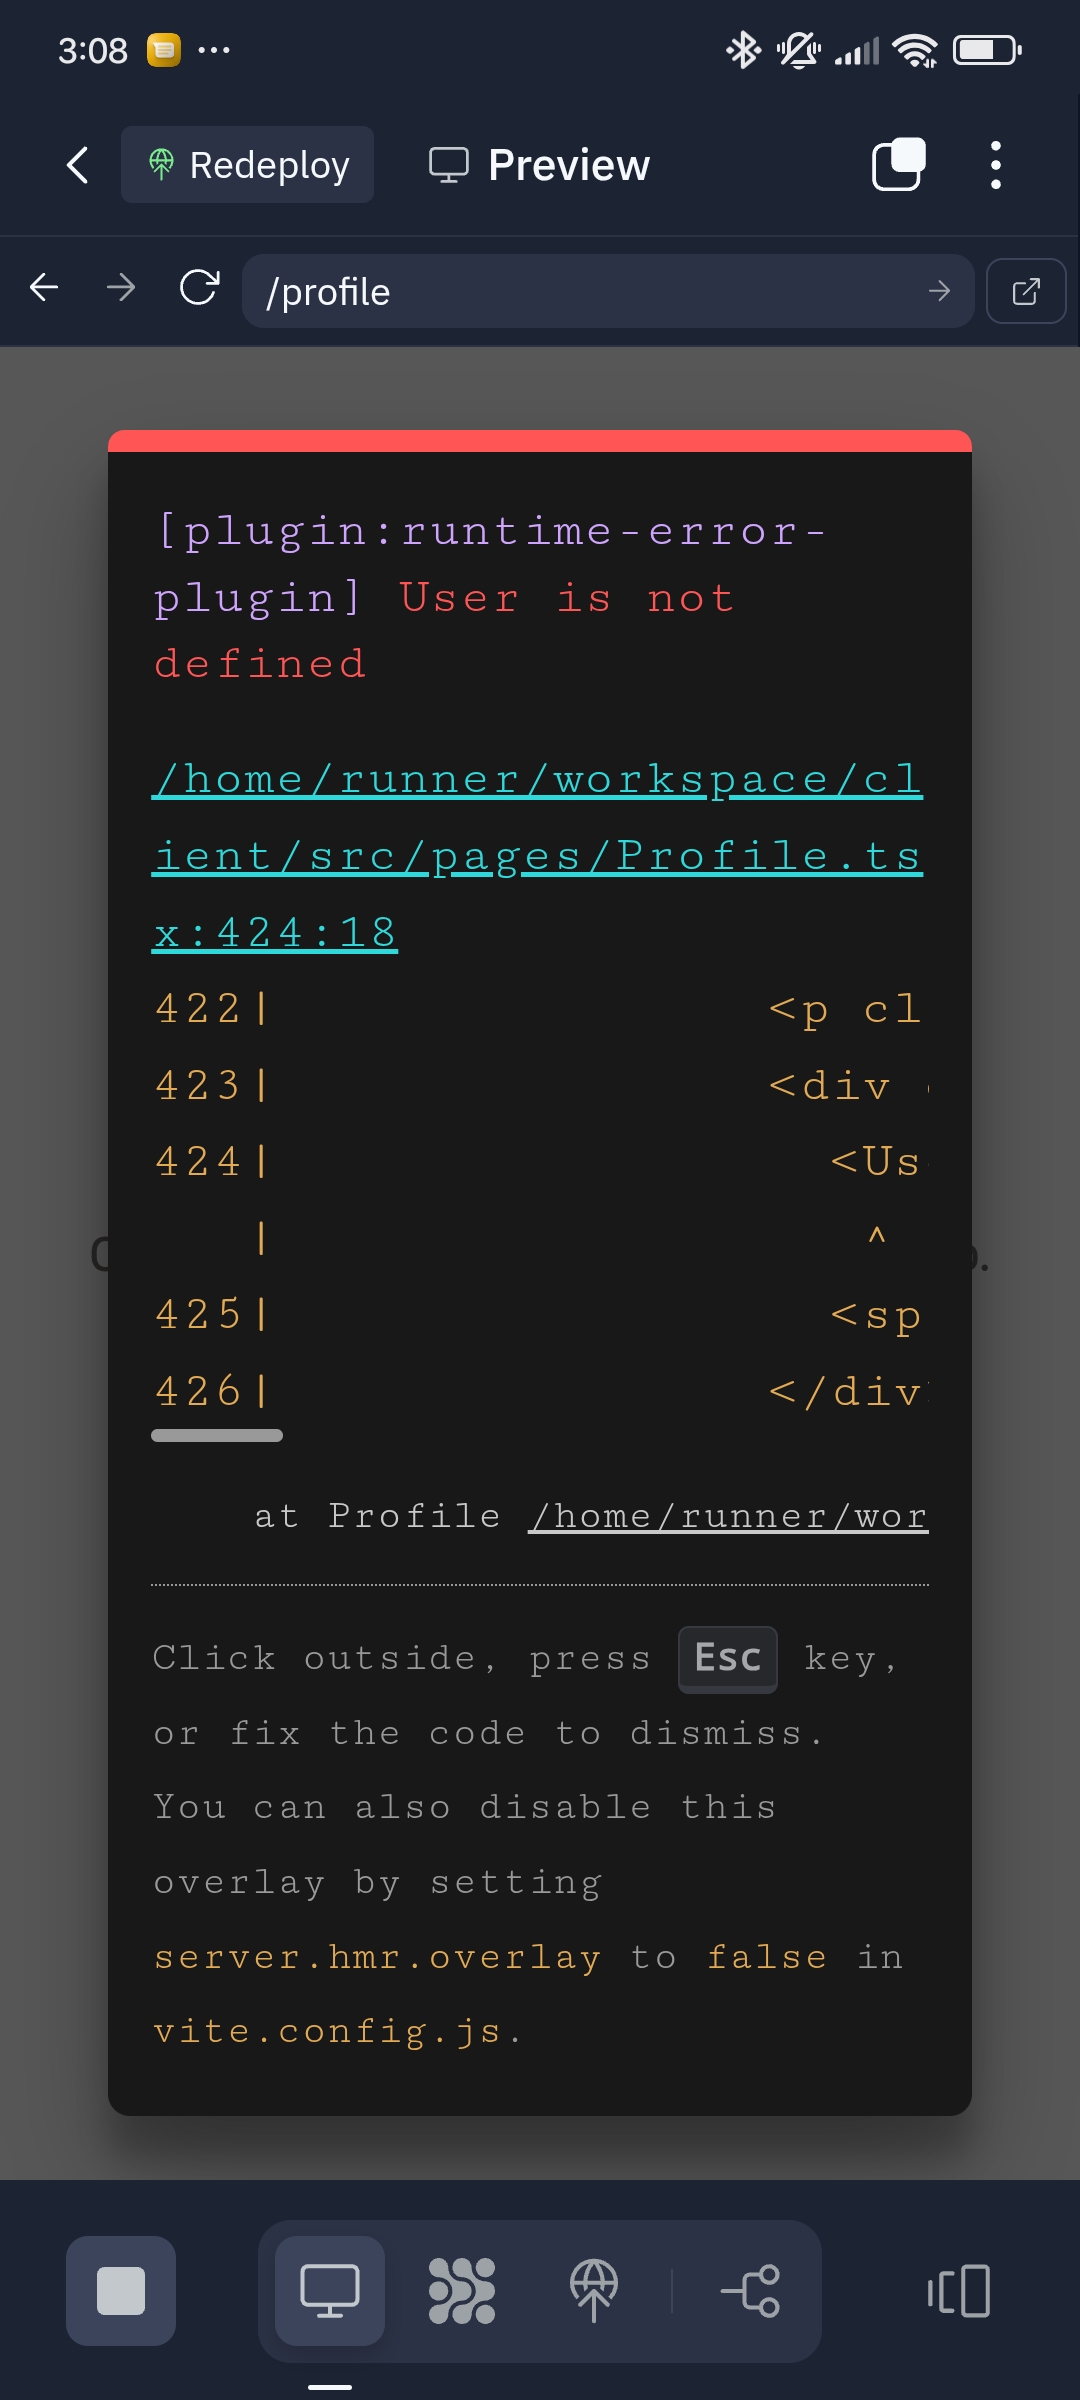 3:08
Redeploy
Preview
/profile
[plugin:runtime-error-
plugin] User is not
defined
/home/runner/workspace/cl
ient/src/pages/Profile.ts
x:424:18
422| <p cl
423| <div
424| <Us
| ^
425| <sp
426| </div
at Profile /home/runner/wor
Click outside, press Esc key,
or fix the code to dismiss.
You can also disable this
overlay by setting
server.hmr.overlay to false in
vite.config.js.